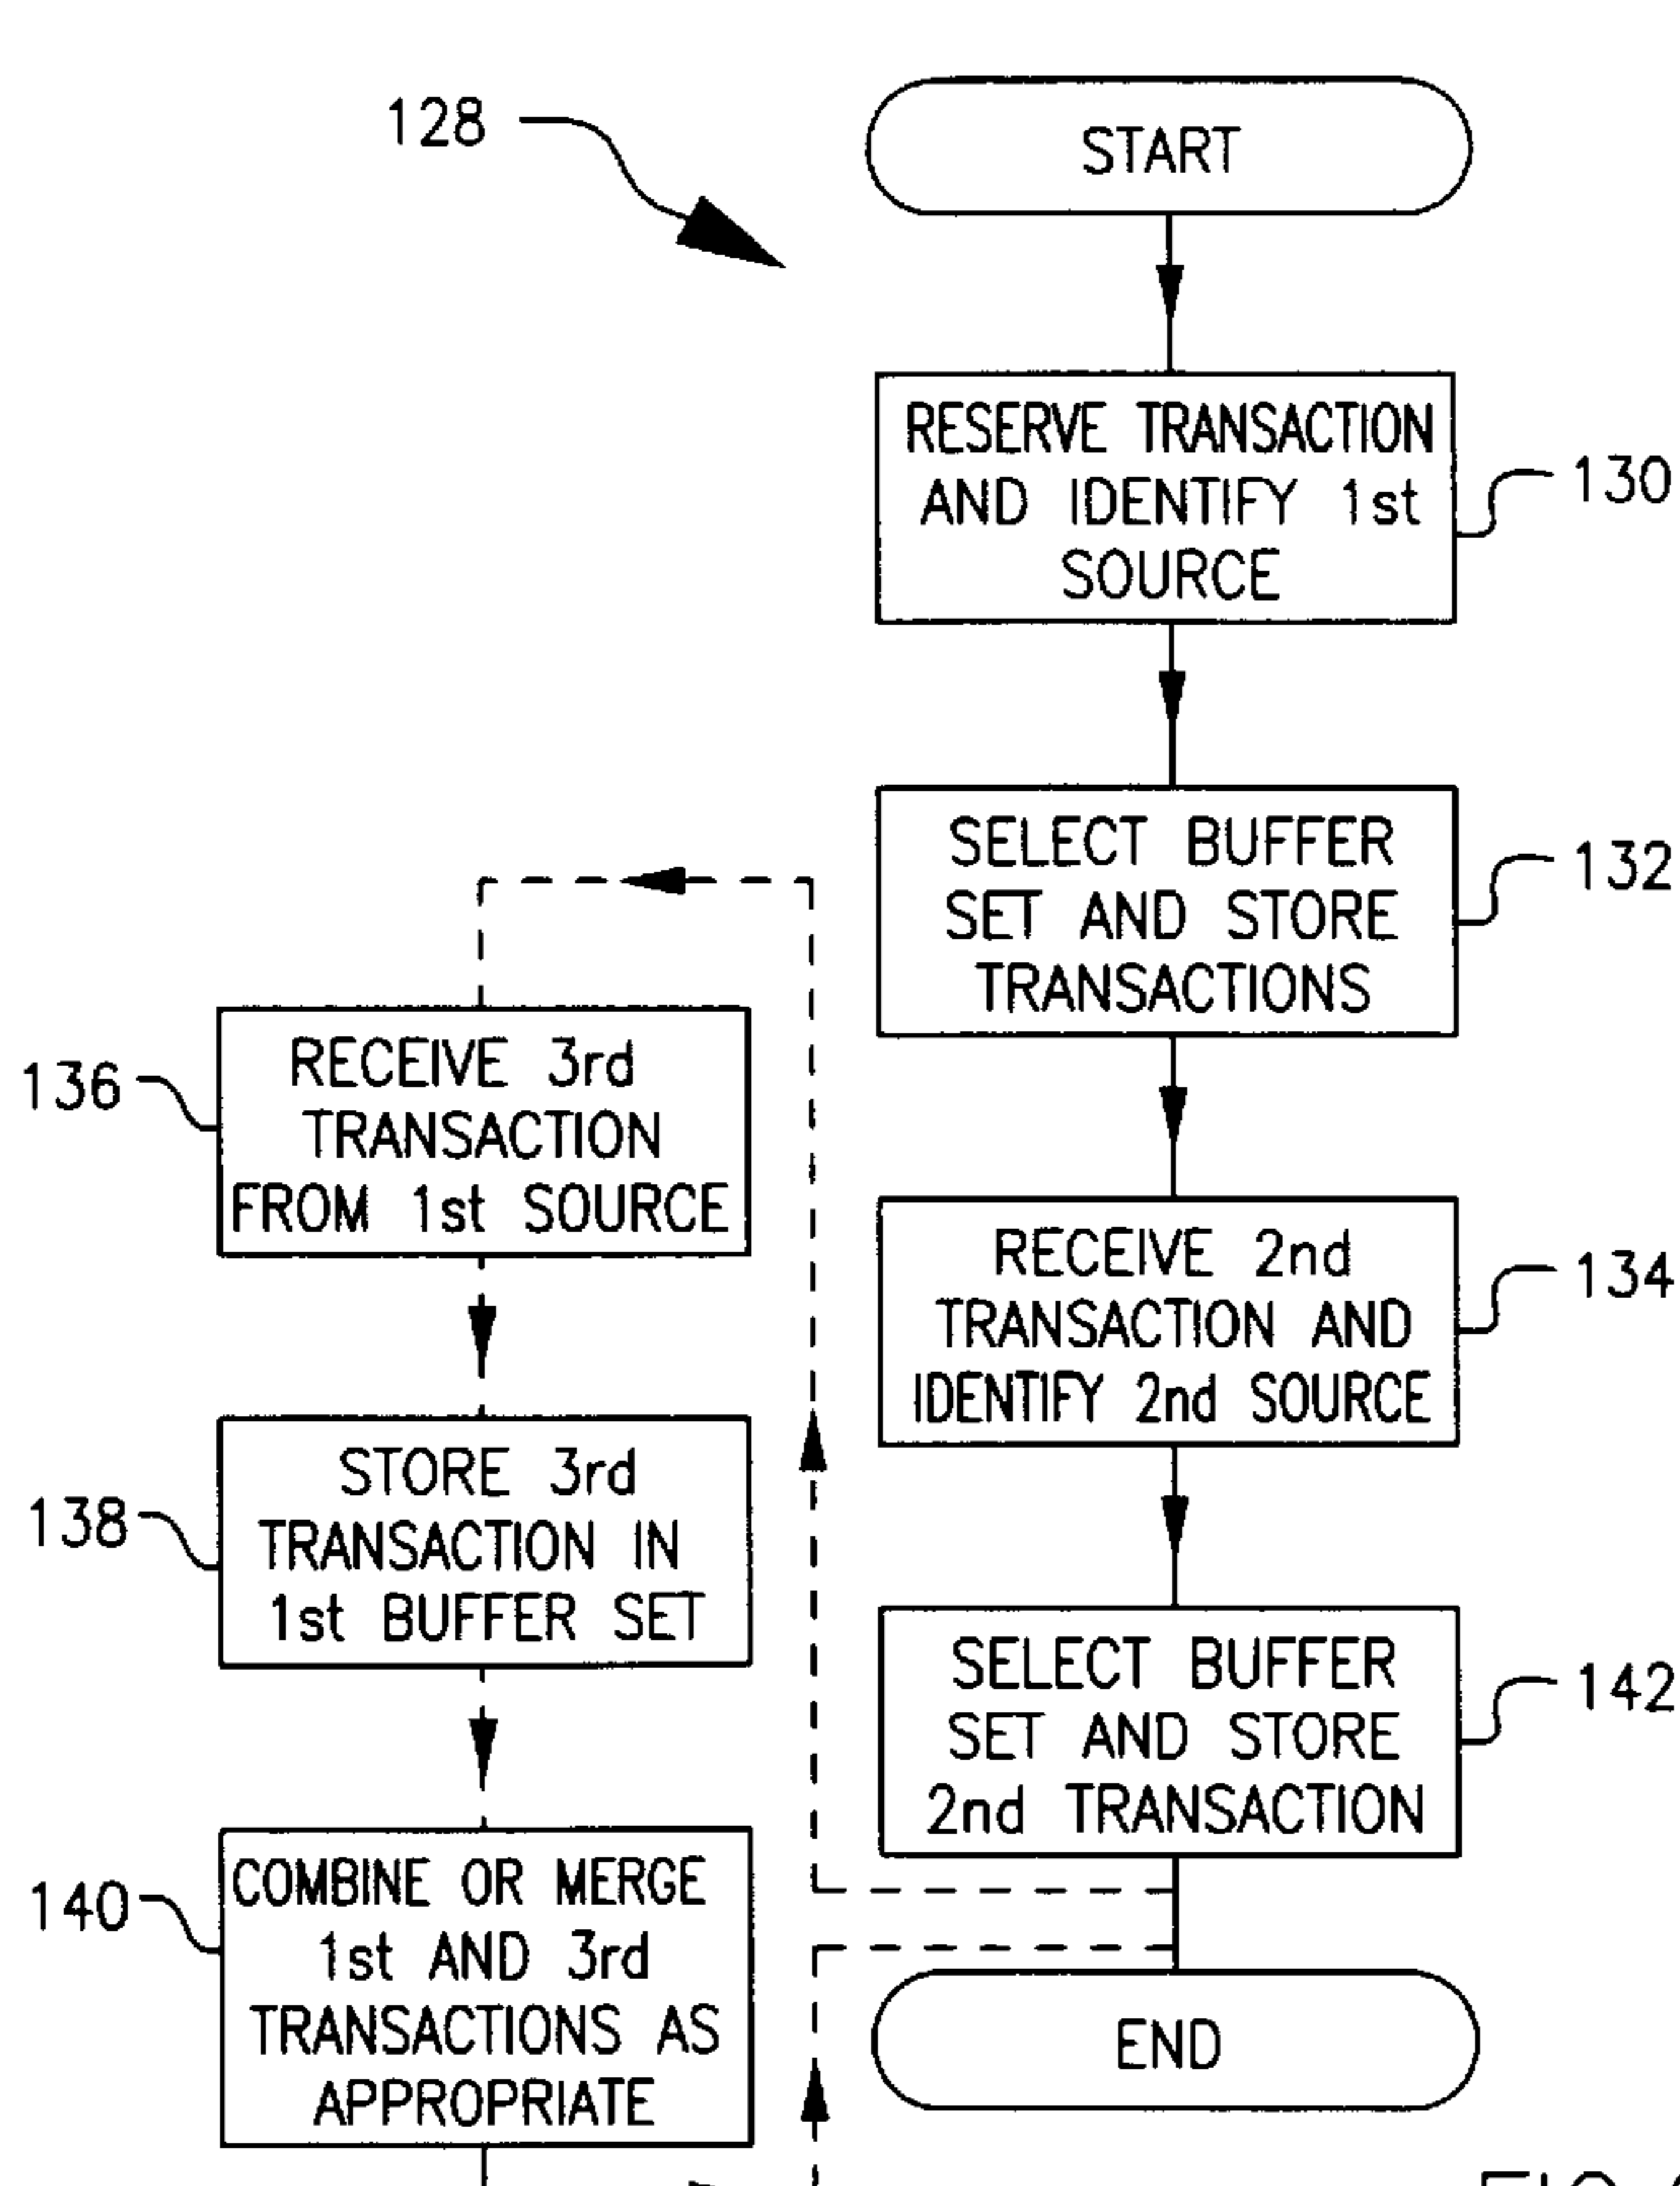 128
START
RESERVE TRANSACTION
AND IDENTIFY 1st
SOURCE
130
SELECT BUFFER
SET AND STORE
TRANSACTIONS
132
RECEIVE 2nd
TRANSACTION AND
IDENTIFY 2nd SOURCE
134
SELECT BUFFER
SET AND STORE
2nd TRANSACTION
142
END
136
RECEIVE 3rd
TRANSACTION
FROM 1st SOURCE
138
STORE 3rd
TRANSACTION IN
1st BUFFER SET
140
COMBINE OR MERGE
1st AND 3rd
TRANSACTIONS AS
APPROPRIATE